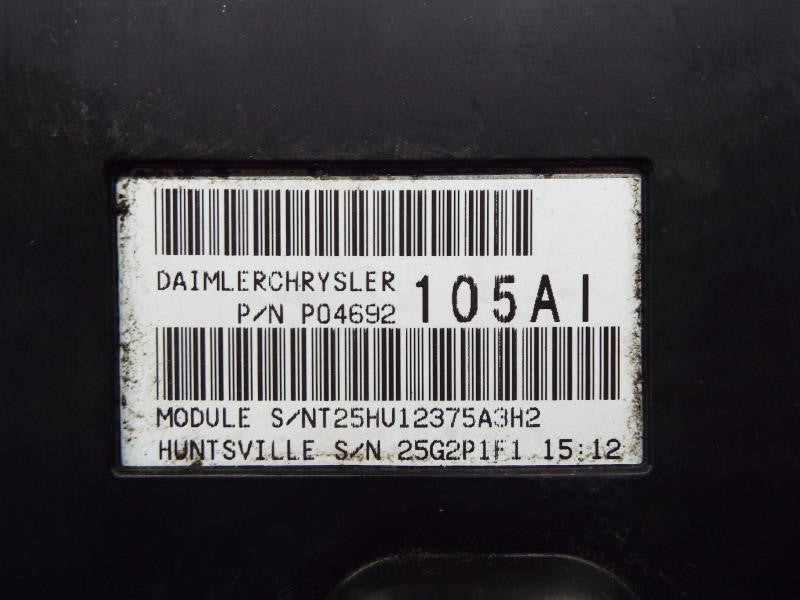 DAIMLERCHRYSLER
P/N P04692 105AI
MODULE S/NT25HU12375A3H2
HUNTSVILLE S/N 25G2P1F1 15:12